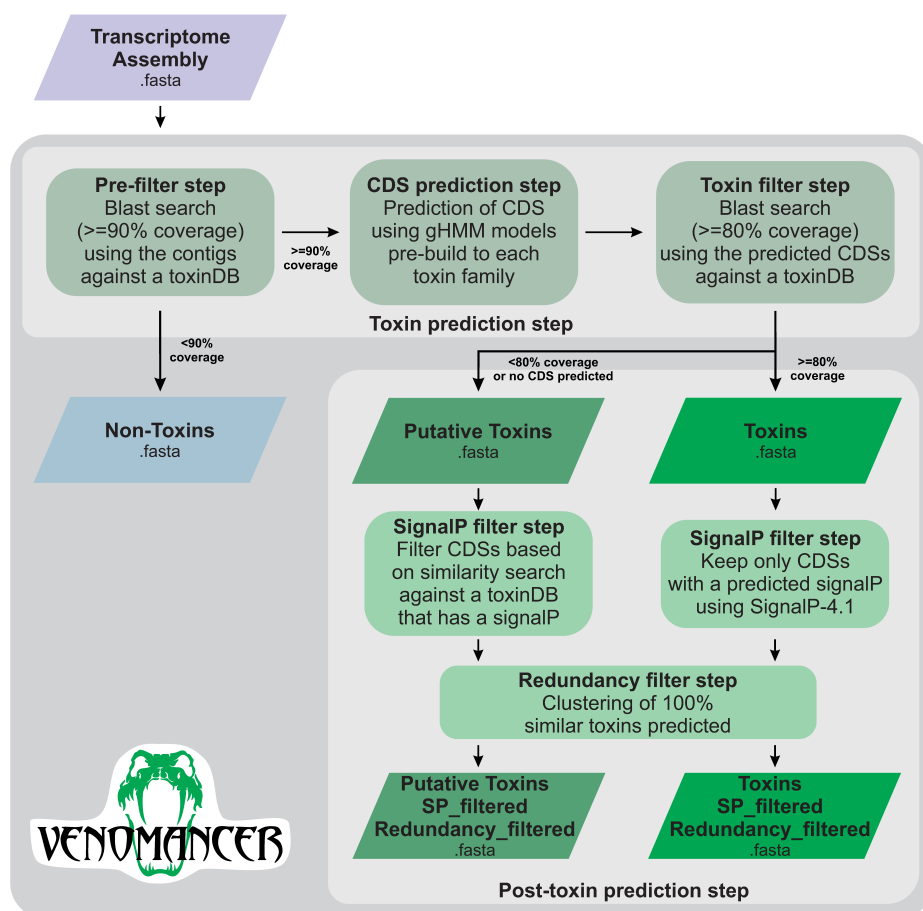 Transcriptome
Assembly
.fasta
Pre-filter step
Blast search
(>=90% coverage)
using the contigs
against a toxinDB
>=90%
coverage
CDS prediction step
Prediction of CDS
using gHMM models
pre-build to each
toxin family
Toxin filter step
Blast search
(>=80% coverage)
using the predicted CDSs
against a toxinDB
Toxin prediction step
<90%
coverage
<80% coverage
or no CDS predicted
>=80%
coverage
Non-Toxins
.fasta
Putative Toxins
.fasta
Toxins
.fasta
SignalP filter step
Filter CDSs based
on similarity search
against a toxinDB
that has a signalP
SignalP filter step
Keep only CDSs
with a predicted signalP
using SignalP-4.1
Redundancy filter step
Clustering of 100%
similar toxins predicted
Putative Toxins
SP_filtered
Redundancy_filtered
.fasta
Toxins
SP_filtered
Redundancy_filtered
.fasta
VENOMANCER
Post-toxin prediction step